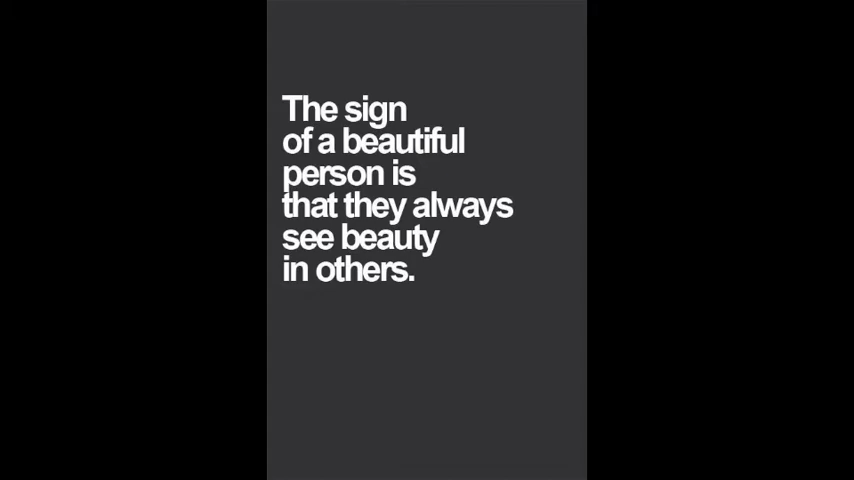 The sign
of a beautiful
person is
that they always
see beauty
in others.